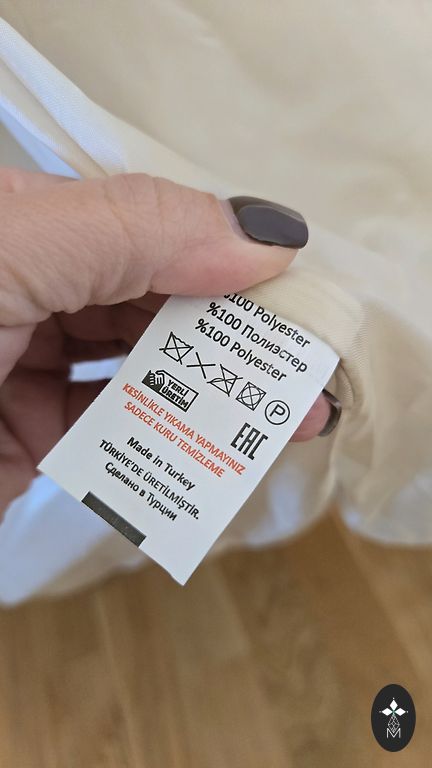 %100 Polyester
%100 Полиэстер
%100 Polyester
P
YERLİ
ÜRETİM
EAC
KESİNLİKLE YIKAMA YAPMAYINIZ
SADECE KURU TEMİZLEME
Made in Turkey
TÜRKİYE'DE ÜRETİLMİŞTİR.
Сделано в Турции
M